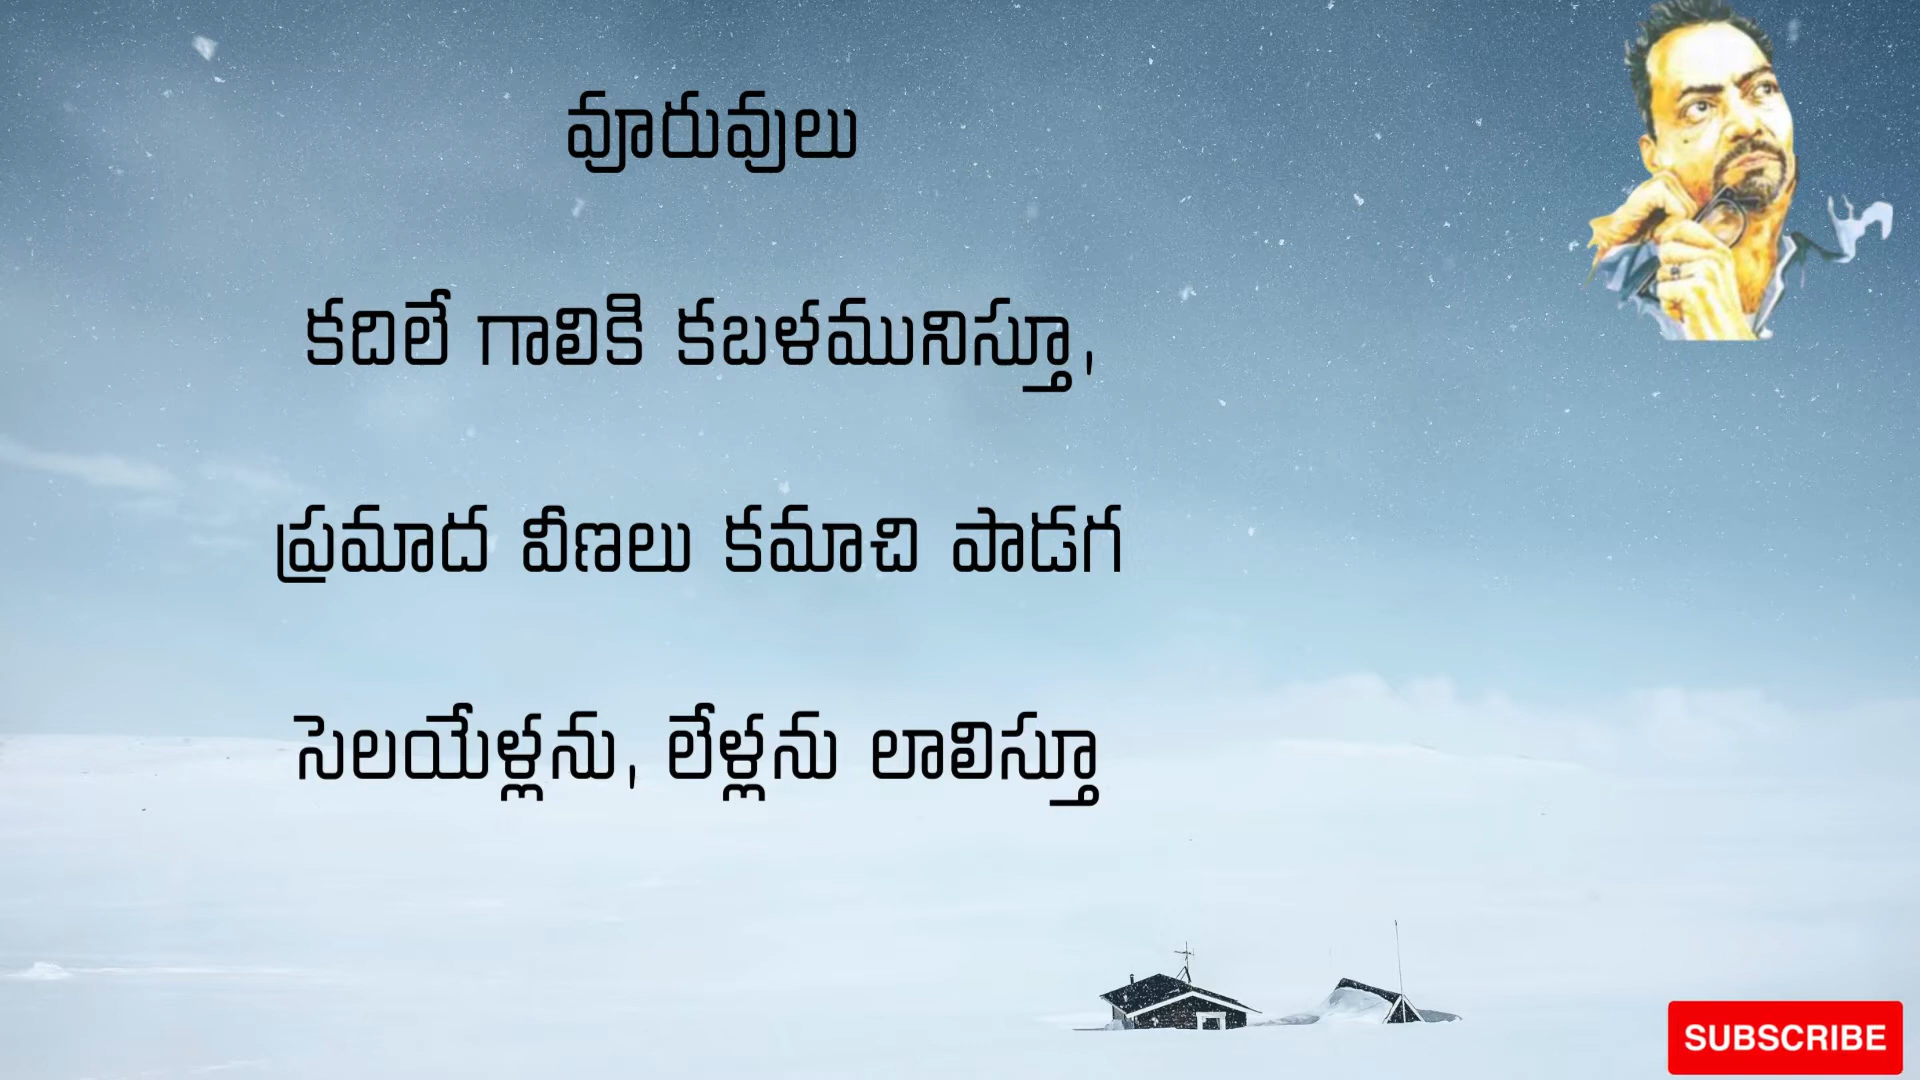 వూరువులు
కదిలే గాలికి కబళమునిస్తూ,
ప్రమాద వీణలు కమాచి పాడగ
సెలయేళ్లను, లేళ్లను లాలిస్తూ
SUBSCRIBE